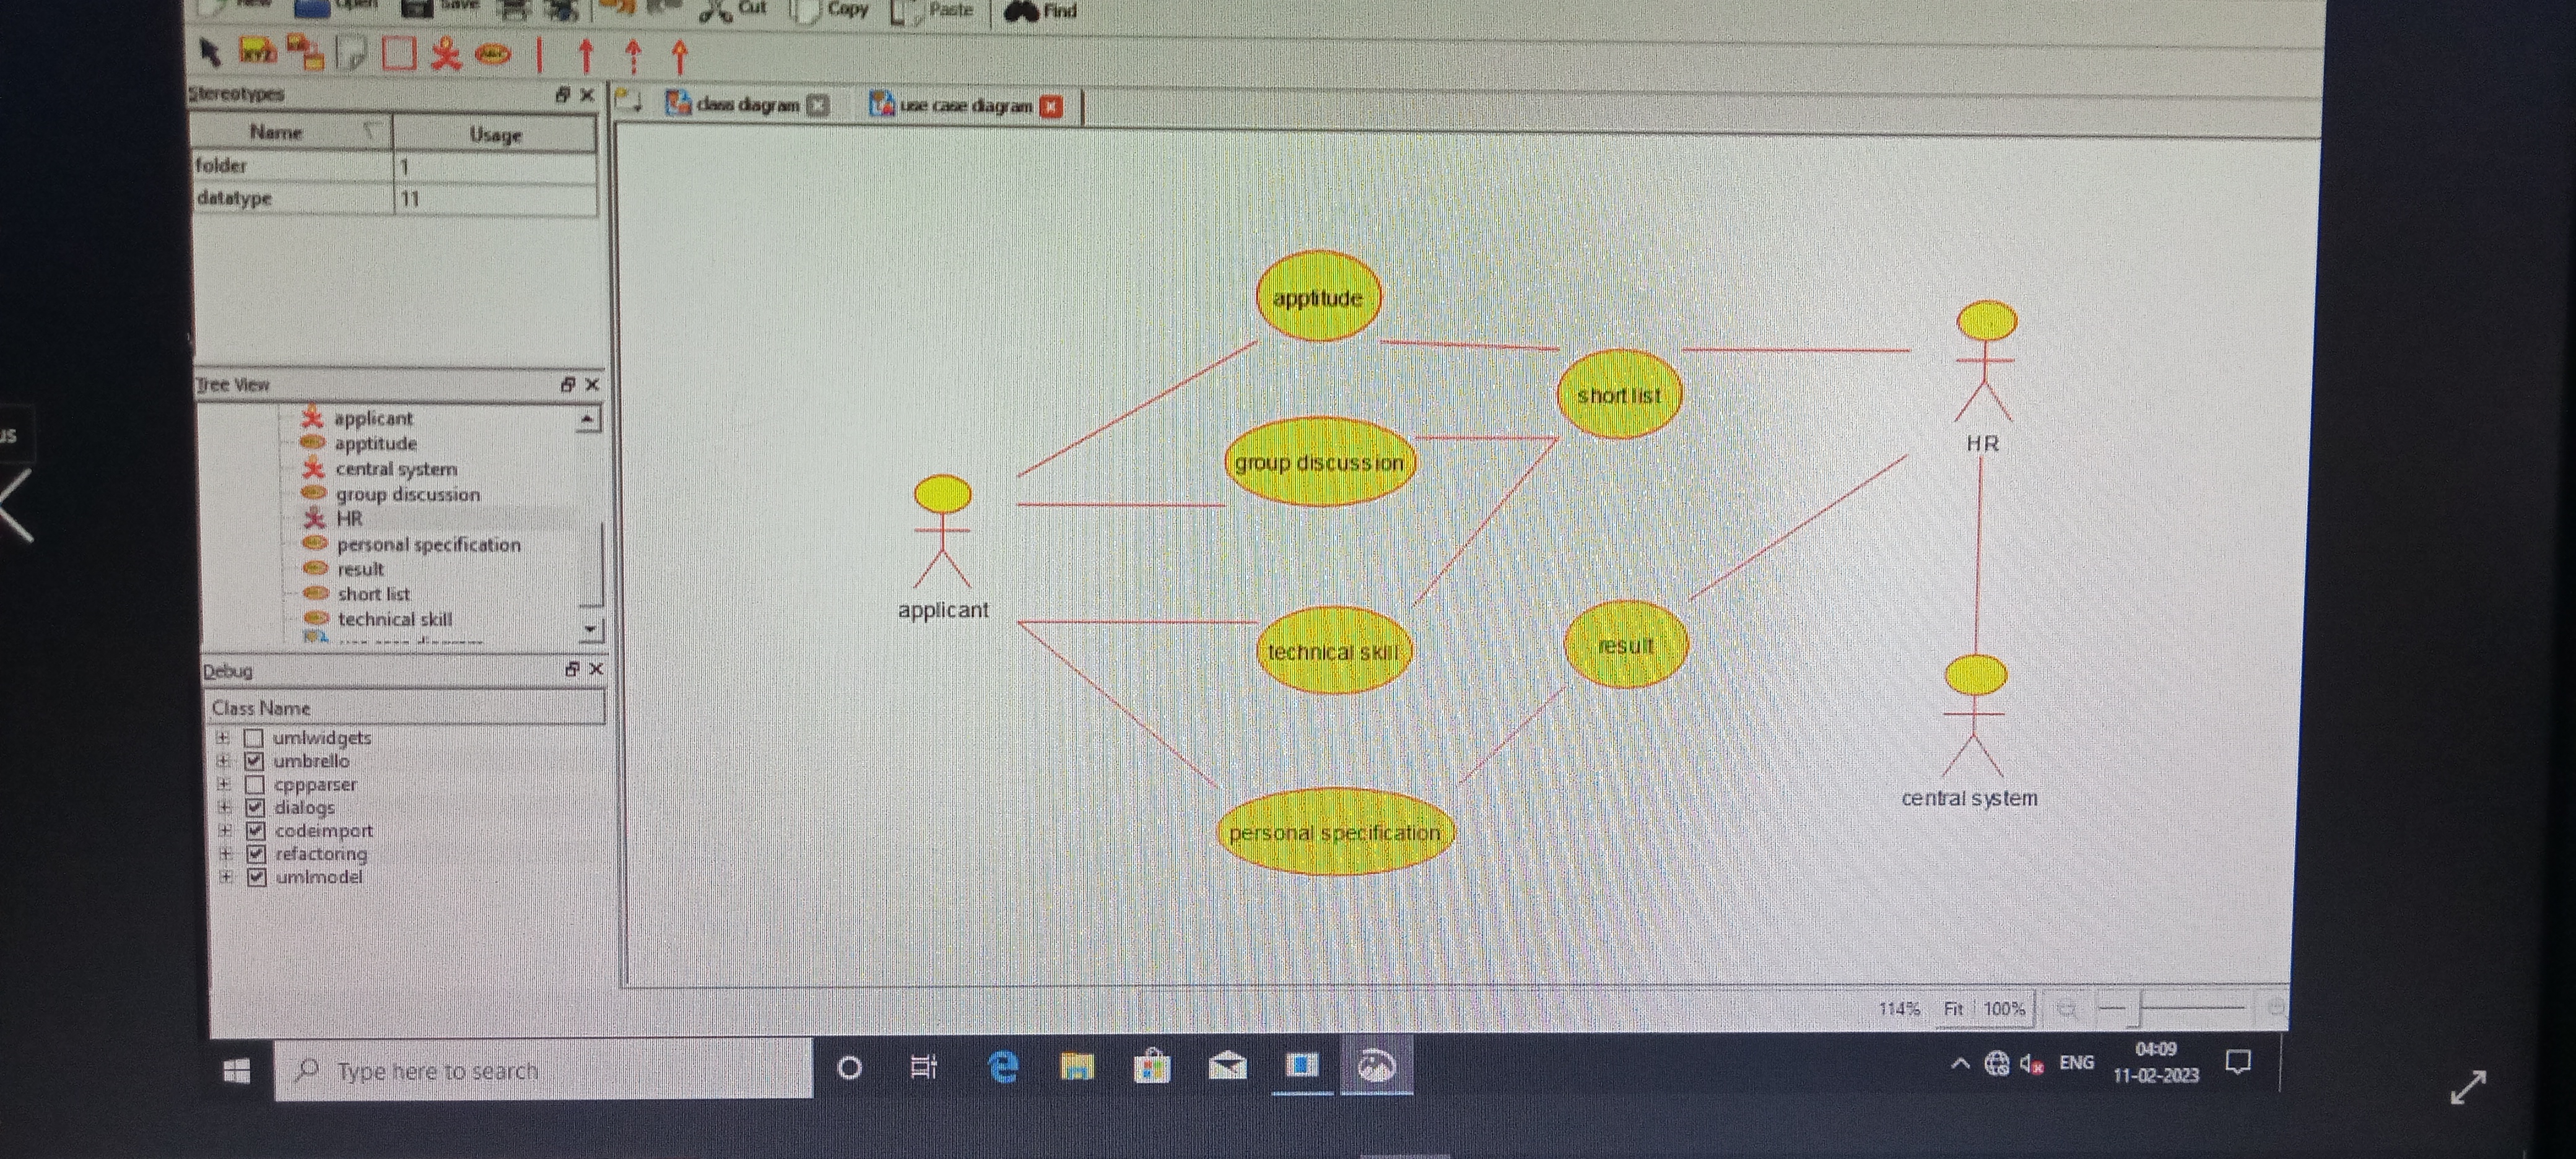 New Open Save Cut Copy Paste Find
Stereotypes
class diagram
use case diagram
Name Usage
folder 1
datatype 11
Tree View
applicant
apptitude
central system
group discussion
HR
personal specification
result
short list
technical skill
Debug
Class Name
umlwidgets
umbrello
cppparser
dialogs
codeimport
refactoring
umlmodel
apptitude
short list
HR
group discussion
applicant
technical skill
result
personal specification
central system
114% Fit 100%
Type here to search
ENG
04:09
11-02-2023
us